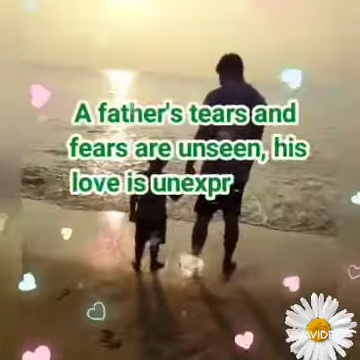 A father's tears and
fears are unseen, his
love is unexpr